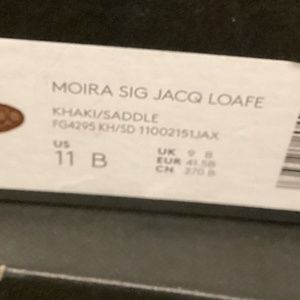 MOIRA SIG JACQ LOAFE
KHAKI/SADDLE
FG4295 KH/SD 11002151JAX
US
11 B
UK 9 B
EUR 41.5B
CN 270 B